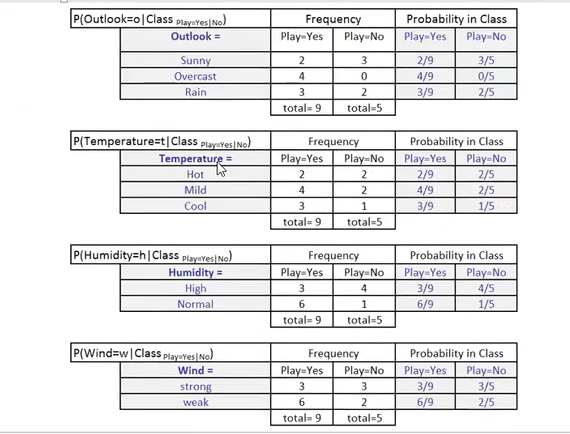 P(Outlook=o|Class Play=Yes|No) Frequency Probability in Class
Outlook = Play=Yes Play=No Play=Yes Play=No
Sunny 2 3 2/9 3/5
Overcast 4 0 4/9 0/5
Rain 3 2 3/9 2/5
total= 9 total=5
P(Temperature=t|Class Play=Yes|No) Frequency Probability in Class
Temperature = Play=Yes Play=No Play=Yes Play=No
Hot 2 2 2/9 2/5
Mild 4 2 4/9 2/5
Cool 3 1 3/9 1/5
total= 9 total=5
P(Humidity=h|Class Play=Yes|No) Frequency Probability in Class
Humidity = Play=Yes Play=No Play=Yes Play=No
High 3 4 3/9 4/5
Normal 6 1 6/9 1/5
total= 9 total=5
P(Wind=w|Class Play=Yes|No) Frequency Probability in Class
Wind = Play=Yes Play=No Play=Yes Play=No
strong 3 3 3/9 3/5
weak 6 2 6/9 2/5
total= 9 total=5